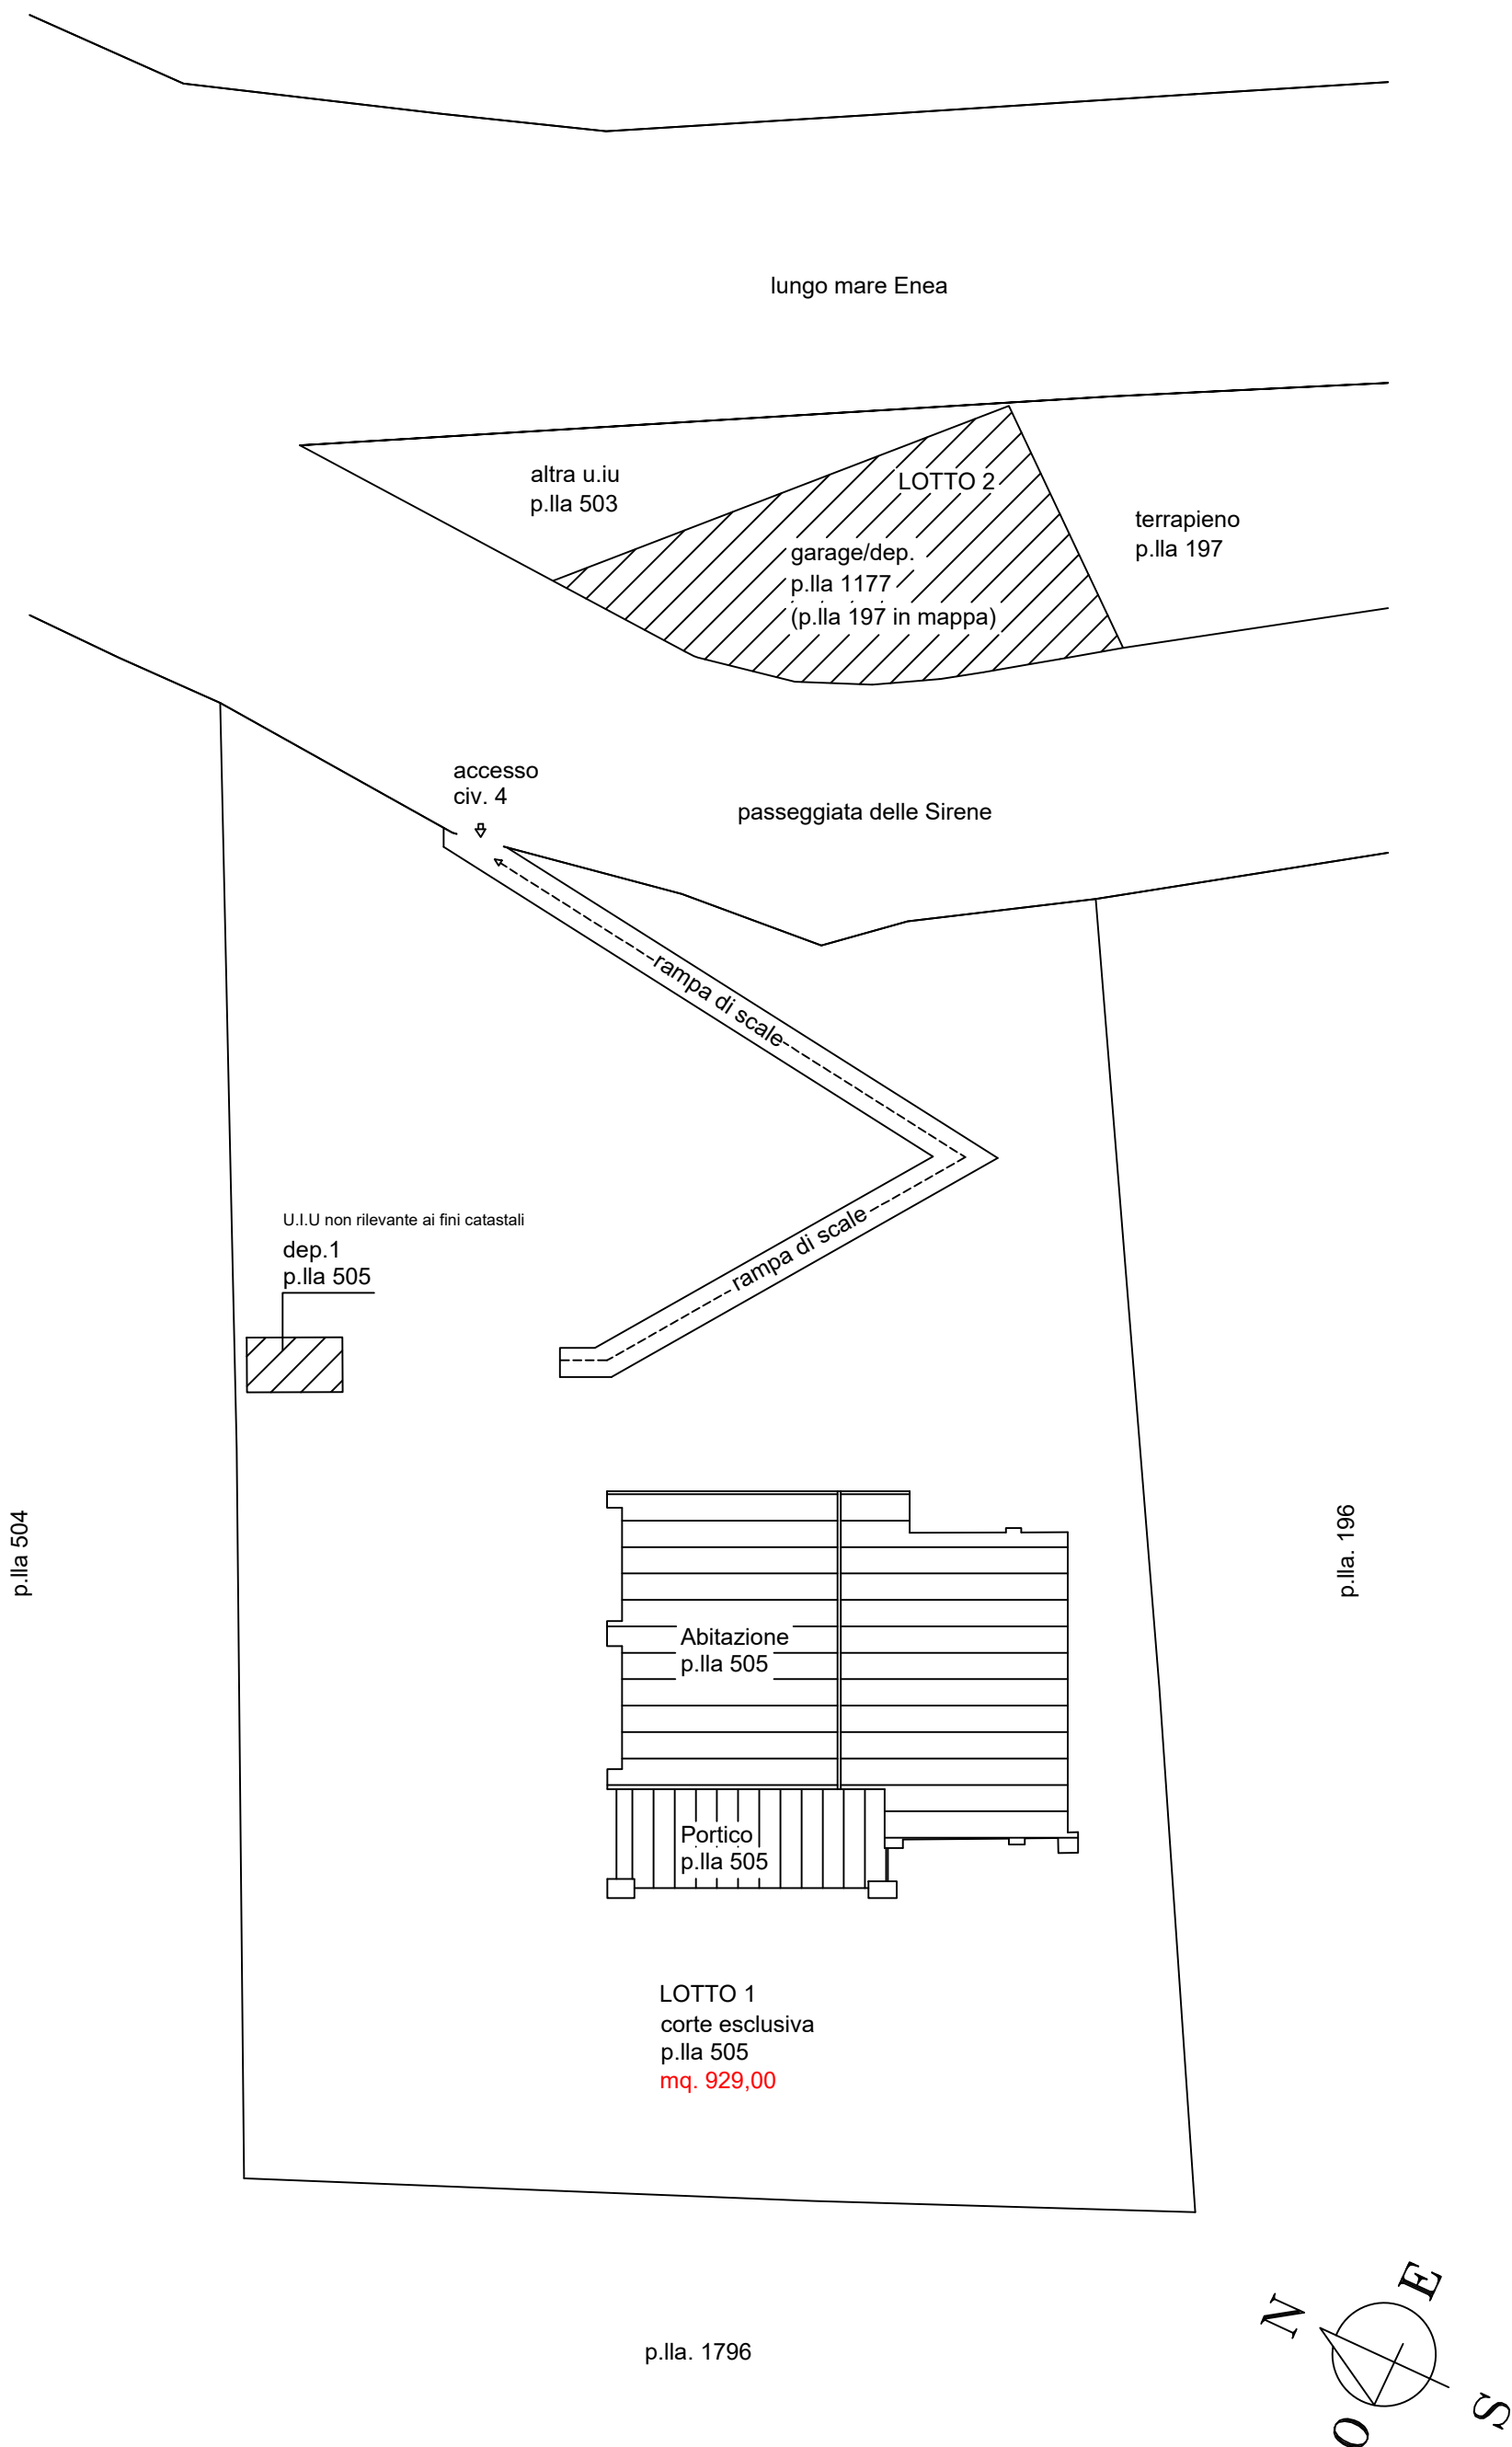 lungo mare Enea
altra u.iu
p.lla 503
LOTTO 2
garage/dep.
p.lla 1177
(p.lla 197 in mappa)
terrapieno
p.lla 197
accesso
civ. 4
passeggiata delle Sirene
rampa di scale
rampa di scale
U.I.U non rilevante ai fini catastali
dep.1
p.lla 505
p.lla 504
p.lla. 196
Abitazione
p.lla 505
Portico
p.lla 505
LOTTO 1
corte esclusiva
p.lla 505
mq. 929,00
p.lla. 1796
N
E
S
O